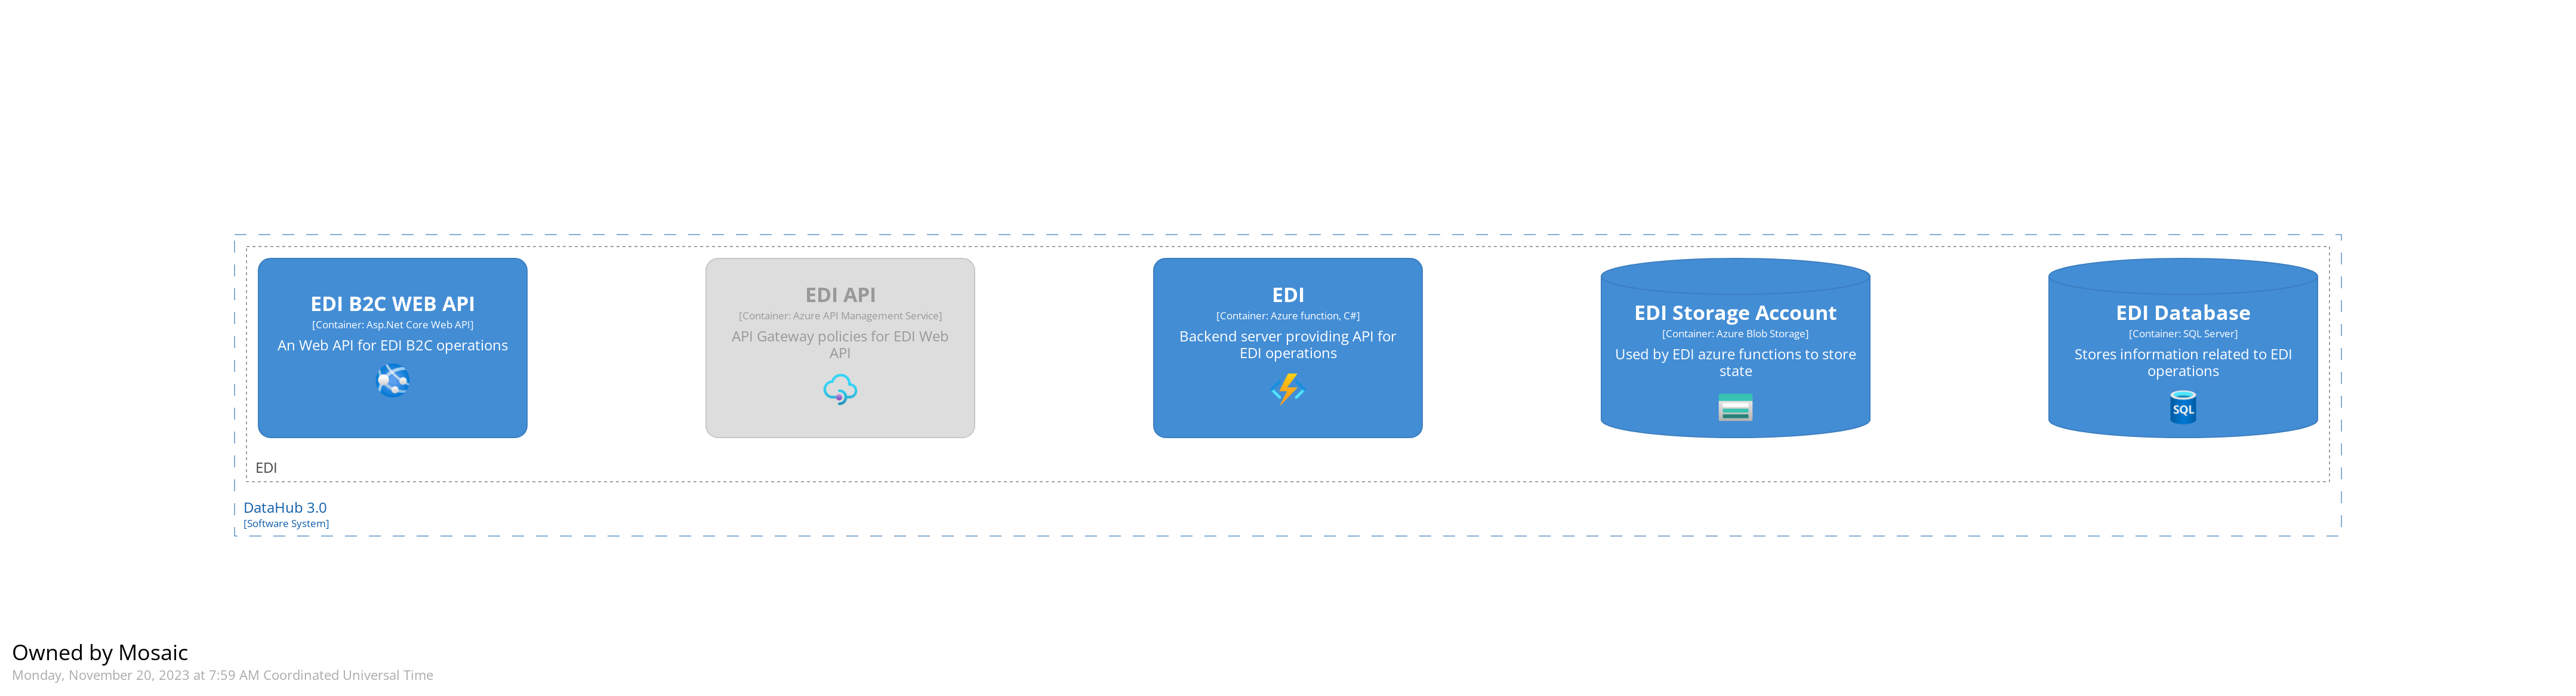 EDI B2C WEB API
[Container: Asp.Net Core Web API]
An Web API for EDI B2C operations
EDI API
[Container: Azure API Management Service]
API Gateway policies for EDI Web
API
EDI
[Container: Azure function, C#]
Backend server providing API for
EDI operations
EDI Storage Account
[Container: Azure Blob Storage]
Used by EDI azure functions to store
state
EDI Database
[Container: SQL Server]
Stores information related to EDI
operations
SQL
EDI
DataHub 3.0
[Software System]
Owned by Mosaic
Monday, November 20, 2023 at 7:59 AM Coordinated Universal Time